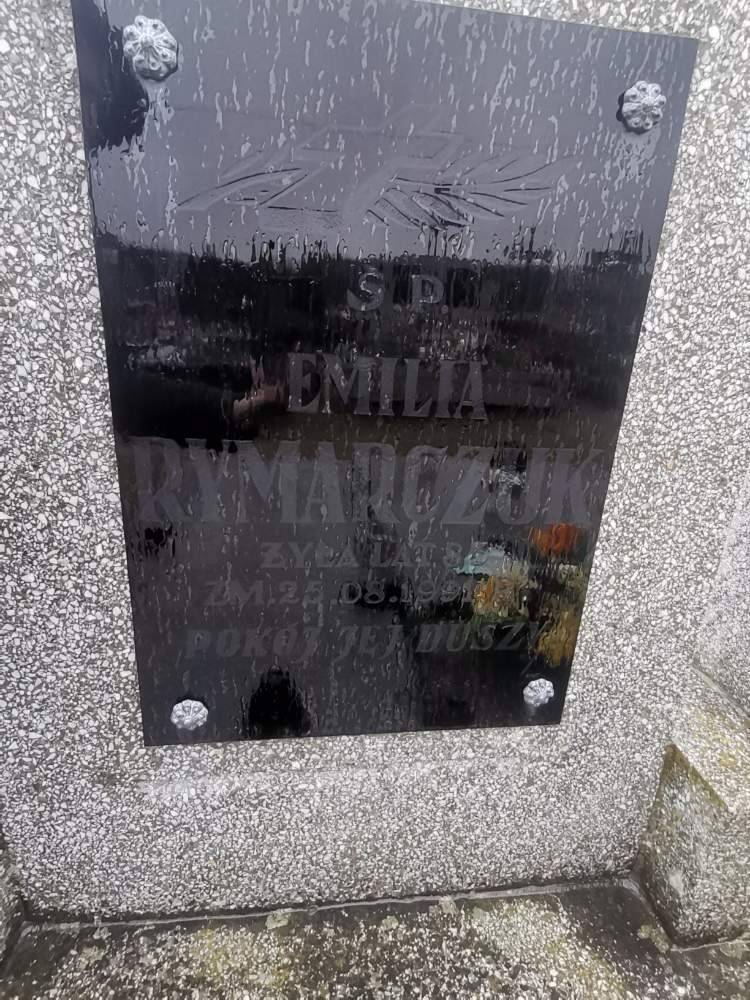 Ś.P.
EMILIA
RYMARCZUK
ŻYŁA LAT
ZM. 25.08.
POKÓJ JEJ DUSZY